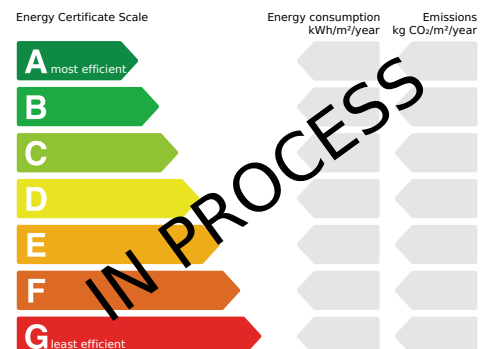 Energy Certificate Scale
Energy consumption
kWh/m²/year
Emissions
kg CO₂/m²/year
A most efficient
B
C
D
E
F
G least efficient
IN PROCESS